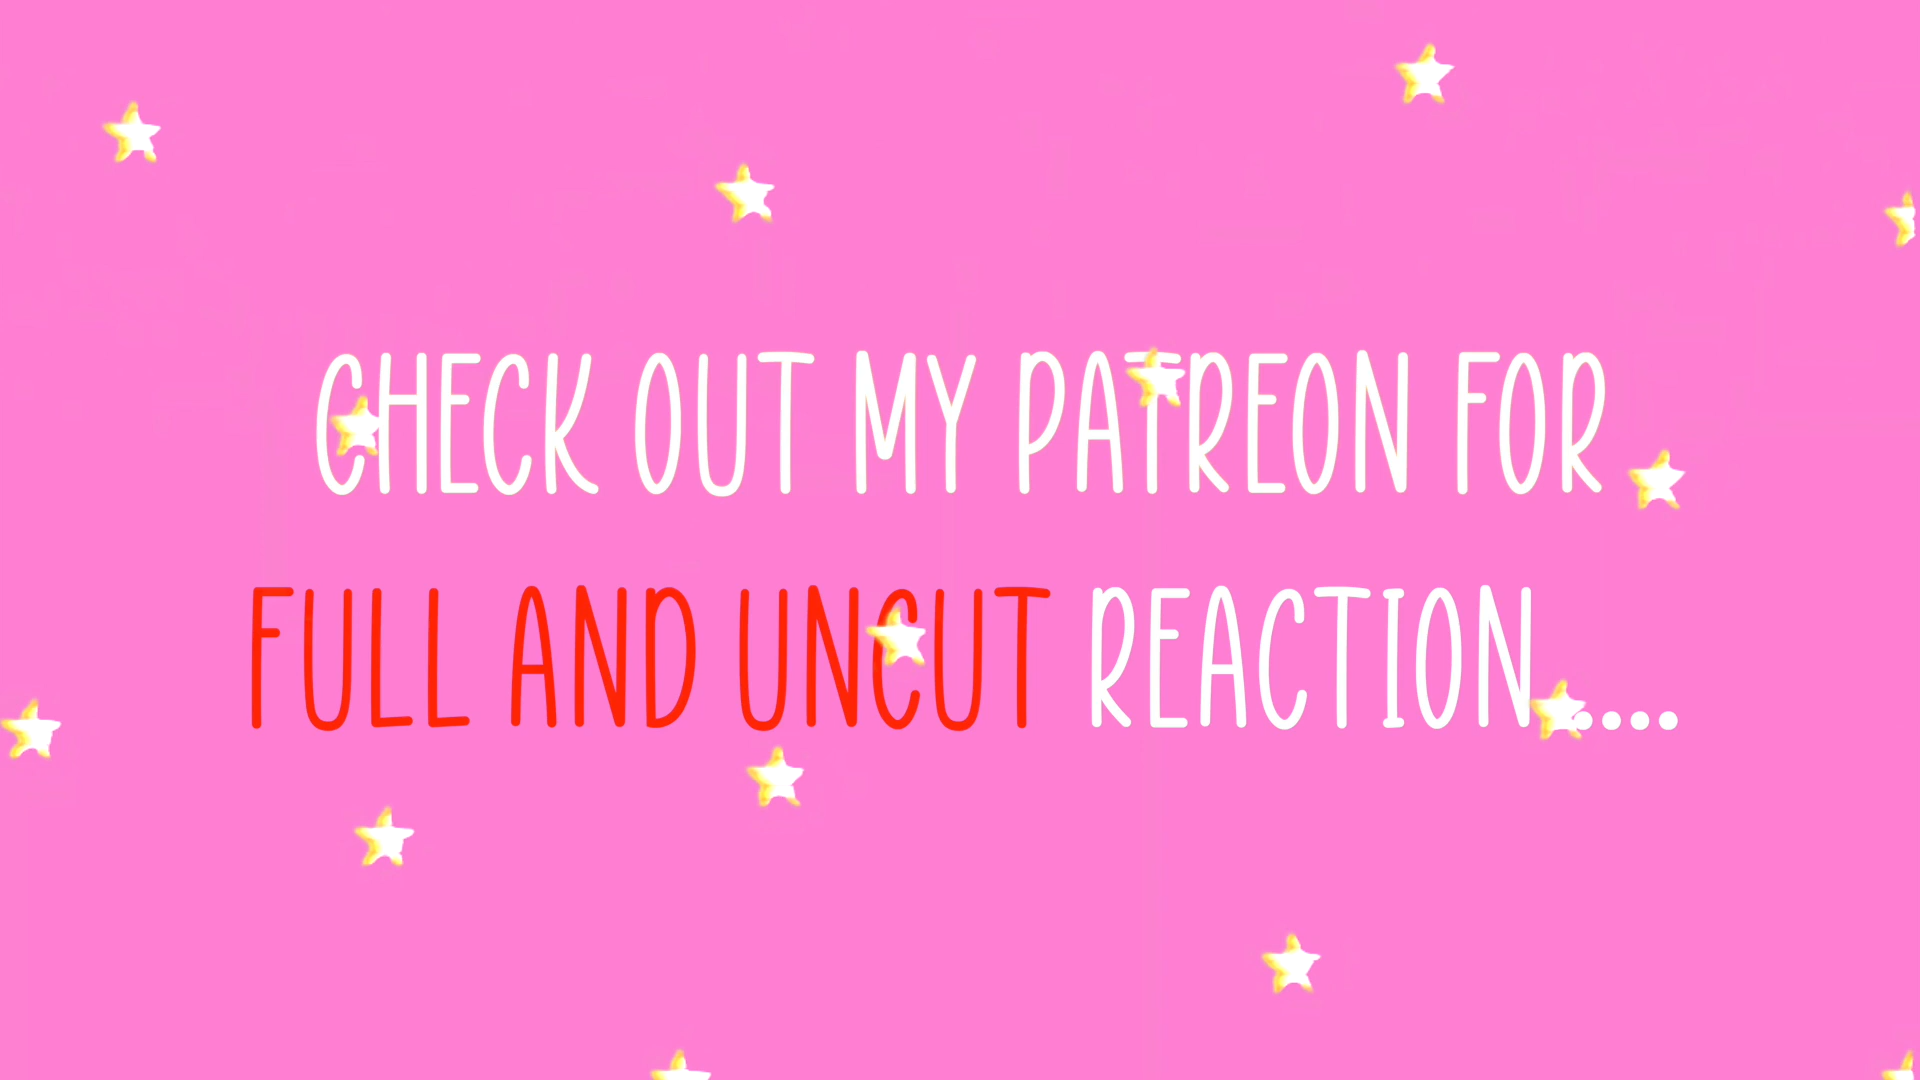 CHECK OUT MY PATREON FOR
FULL AND UNCUT REACTION.....